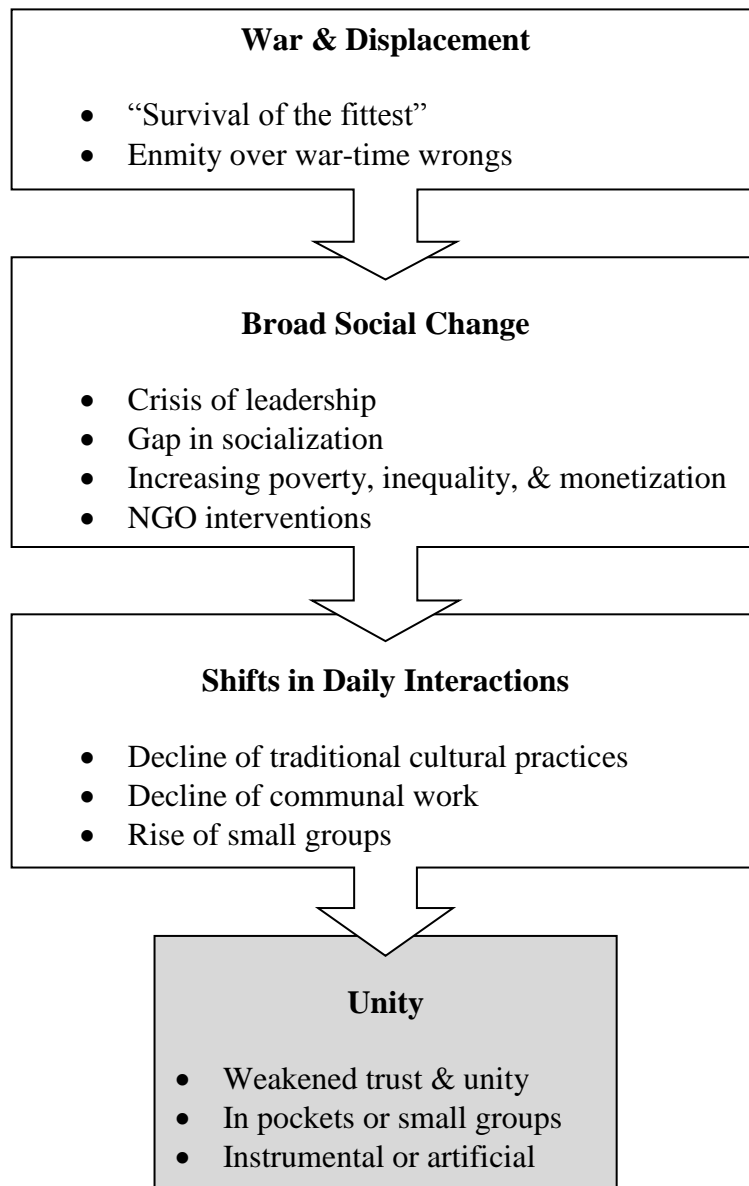 War & Displacement
• “Survival of the fittest”
• Enmity over war-time wrongs
Broad Social Change
• Crisis of leadership
• Gap in socialization
• Increasing poverty, inequality, & monetization
• NGO interventions
Shifts in Daily Interactions
• Decline of traditional cultural practices
• Decline of communal work
• Rise of small groups
Unity
• Weakened trust & unity
• In pockets or small groups
• Instrumental or artificial